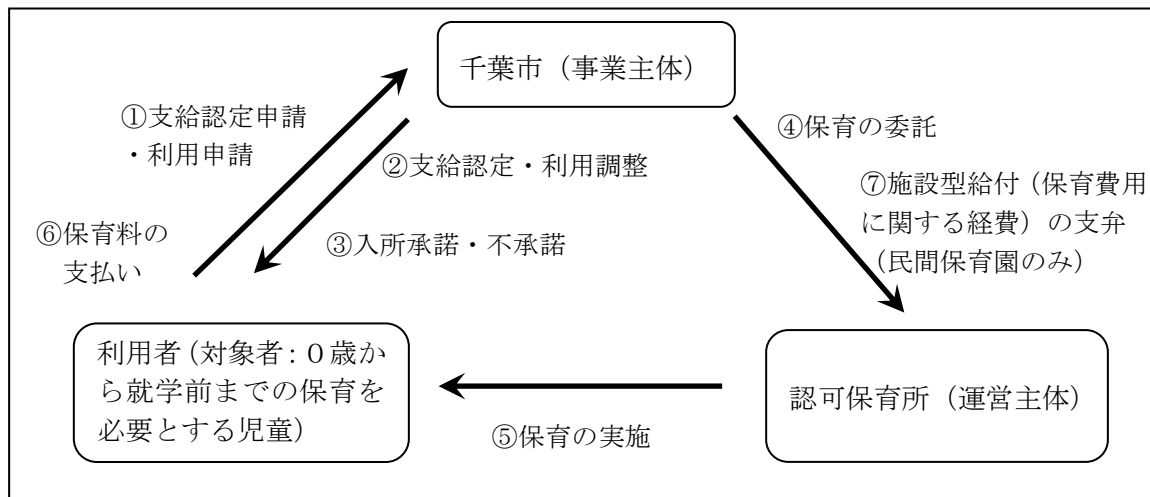 千葉市（事業主体）
①支給認定申請
・利用申請
②支給認定・利用調整
③入所承諾・不承諾
④保育の委託
⑦施設型給付（保育費用
に関する経費）の支弁
（民間保育園のみ）
⑥保育料の
支払い
利用者（対象者：０歳か
ら就学前までの保育を
必要とする児童）
⑤保育の実施
認可保育所（運営主体）